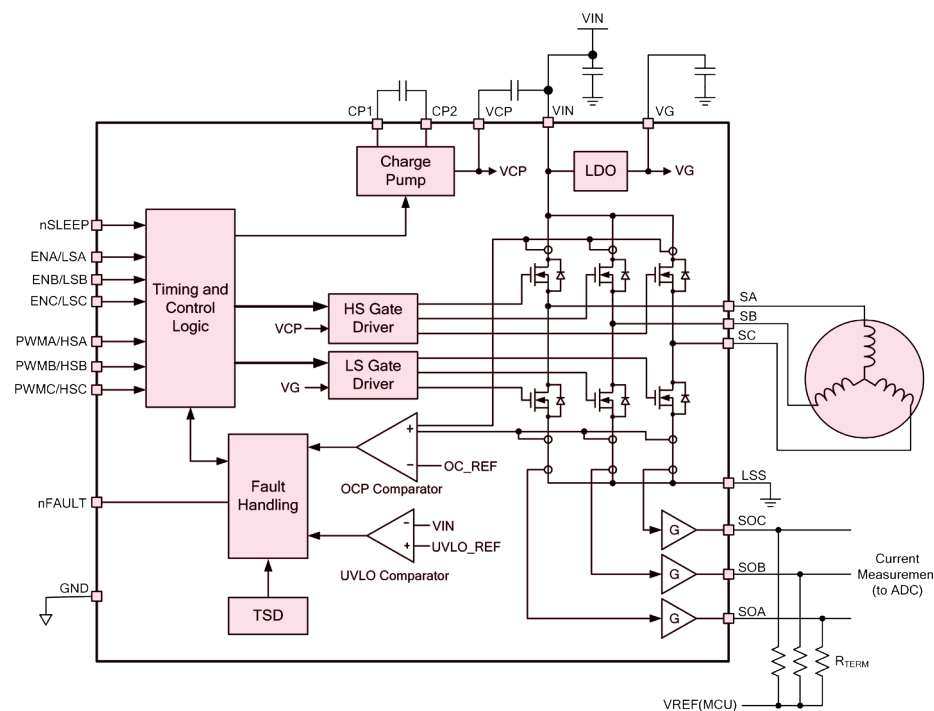 VIN
CP1
CP2
VCP
VIN
VG
Charge
Pump
VCP
LDO
VG
nSLEEP
ENA/LSA
ENB/LSB
ENC/LSC
PWMA/HSA
PWMB/HSB
PWMC/HSC
Timing and
Control
Logic
HS Gate
Driver
VCP
LS Gate
Driver
VG
SA
SB
SC
+
−
OC_REF
OCP Comparator
LSS
nFAULT
Fault
Handling
−
VIN
+
UVLO_REF
UVLO Comparator
G
SOC
G
SOB
G
SOA
Current
Measuremen
(to ADC)
GND
TSD
RTERM
VREF(MCU)